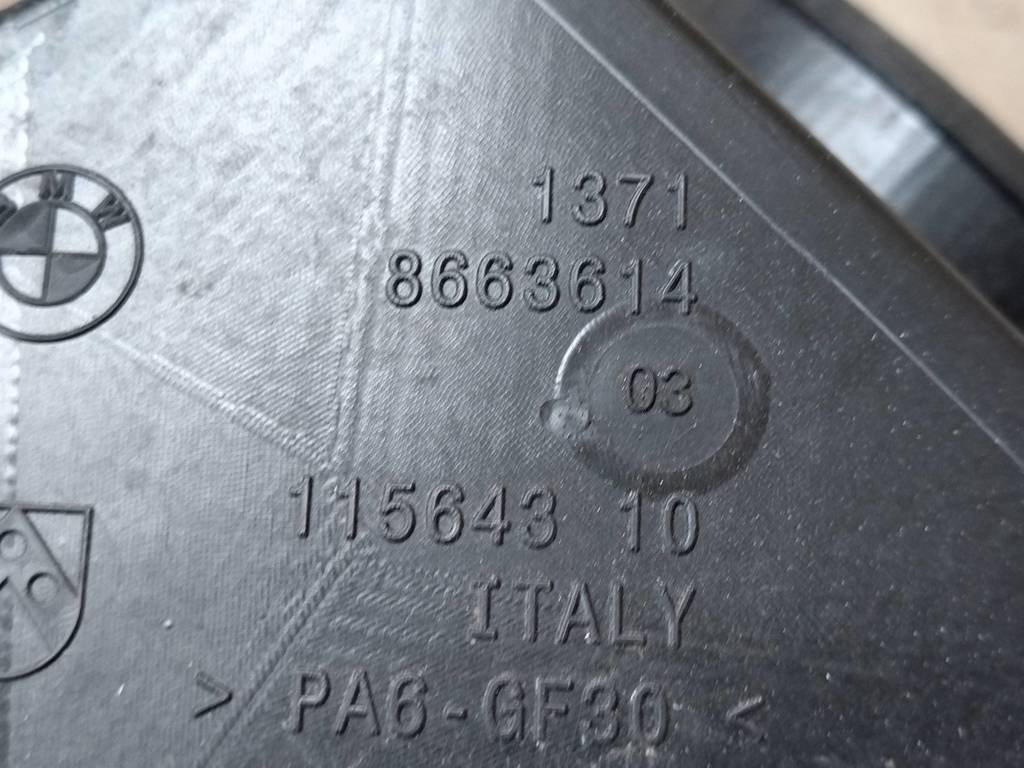 BMW
1371
8663614
03
115643 10
ITALY
> PA6-GF30 <